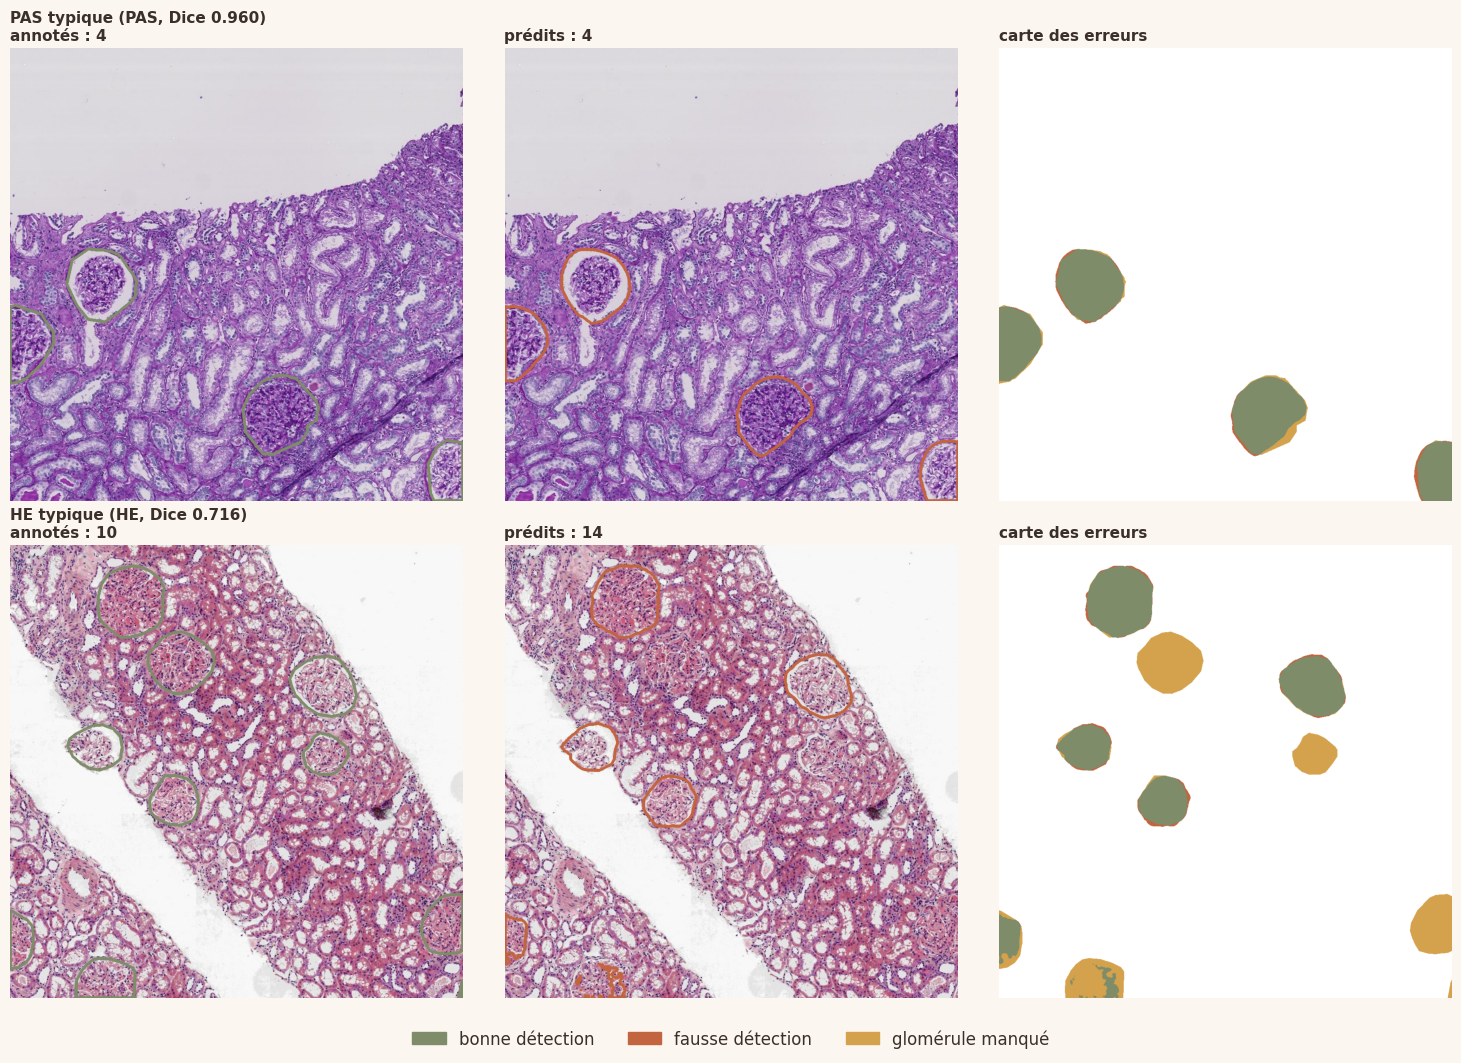 PAS typique (PAS, Dice 0.960)
annotés : 4
prédits : 4
carte des erreurs
HE typique (HE, Dice 0.716)
annotés : 10
prédits : 14
carte des erreurs
bonne détection
fausse détection
glomérule manqué